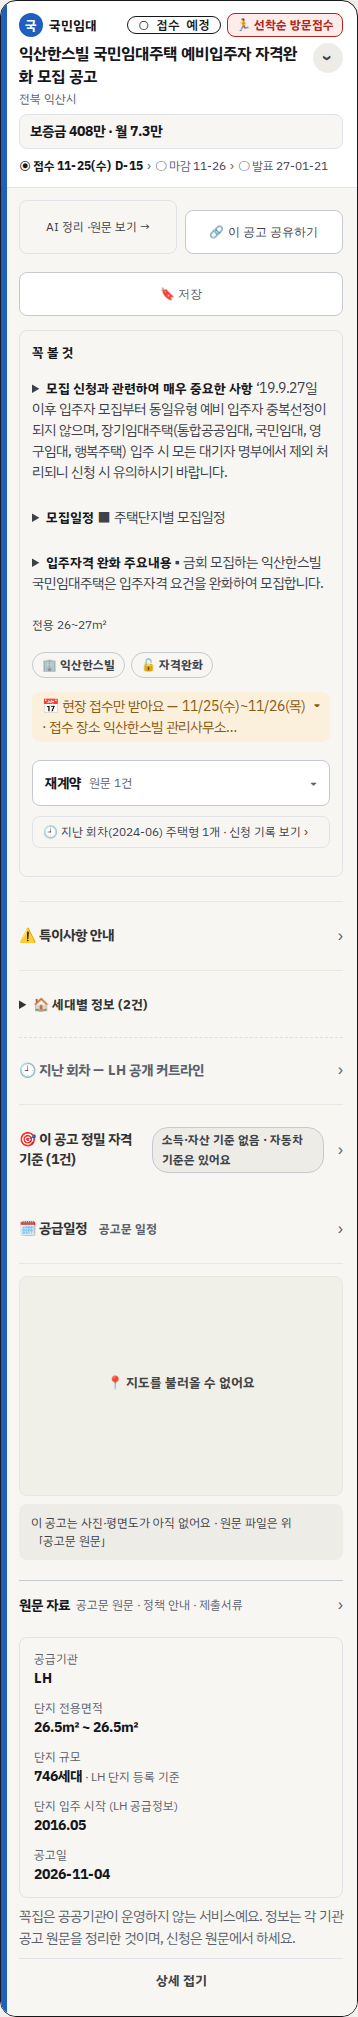 국 국민임대 ○ 접수 예정 🏃 선착순 방문접수
익산한스빌 국민임대주택 예비입주자 자격완
화 모집 공고
전북 익산시
보증금 408만 · 월 7.3만
◉ 접수 11-25(수) D-15 › ○ 마감 11-26 › ○ 발표 27-01-21
AI 정리 ·원문 보기 →
🔗 이 공고 공유하기
🔖 저장
꼭 볼 것
▶ 모집 신청과 관련하여 매우 중요한 사항 ‘19.9.27일
이후 입주자 모집부터 동일유형 예비 입주자 중복선정이
되지 않으며, 장기임대주택(통합공공임대, 국민임대, 영
구임대, 행복주택) 입주 시 모든 대기자 명부에서 제외 처
리되니 신청 시 유의하시기 바랍니다.
▶ 모집일정 ■ 주택단지별 모집일정
▶ 입주자격 완화 주요내용 ▪ 금회 모집하는 익산한스빌
국민임대주택은 입주자격 요건을 완화하여 모집합니다.
전용 26~27㎡
🏢 익산한스빌 🔓 자격완화
📅 현장 접수만 받아요 — 11/25(수)~11/26(목)
· 접수 장소 익산한스빌 관리사무소...
재계약 원문 1건
🕘 지난 회차(2024-06) 주택형 1개 · 신청 기록 보기 ›
⚠️ 특이사항 안내 ›
▶ 🏠 세대별 정보 (2건)
🕘 지난 회차 — LH 공개 커트라인 ›
🎯 이 공고 정밀 자격
기준 (1건)
소득·자산 기준 없음 · 자동차
기준은 있어요 ›
🗓️ 공급일정 공고문 일정 ›
📍 지도를 불러올 수 없어요
이 공고는 사진·평면도가 아직 없어요 · 원문 파일은 위
「공고문 원문」
원문 자료 공고문 원문 · 정책 안내 · 제출서류 ›
공급기관
LH
단지 전용면적
26.5m² ~ 26.5m²
단지 규모
746세대 · LH 단지 등록 기준
단지 입주 시작 (LH 공급정보)
2016.05
공고일
2026-11-04
꼭집은 공공기관이 운영하지 않는 서비스예요. 정보는 각 기관
공고 원문을 정리한 것이며, 신청은 원문에서 하세요.
상세 접기